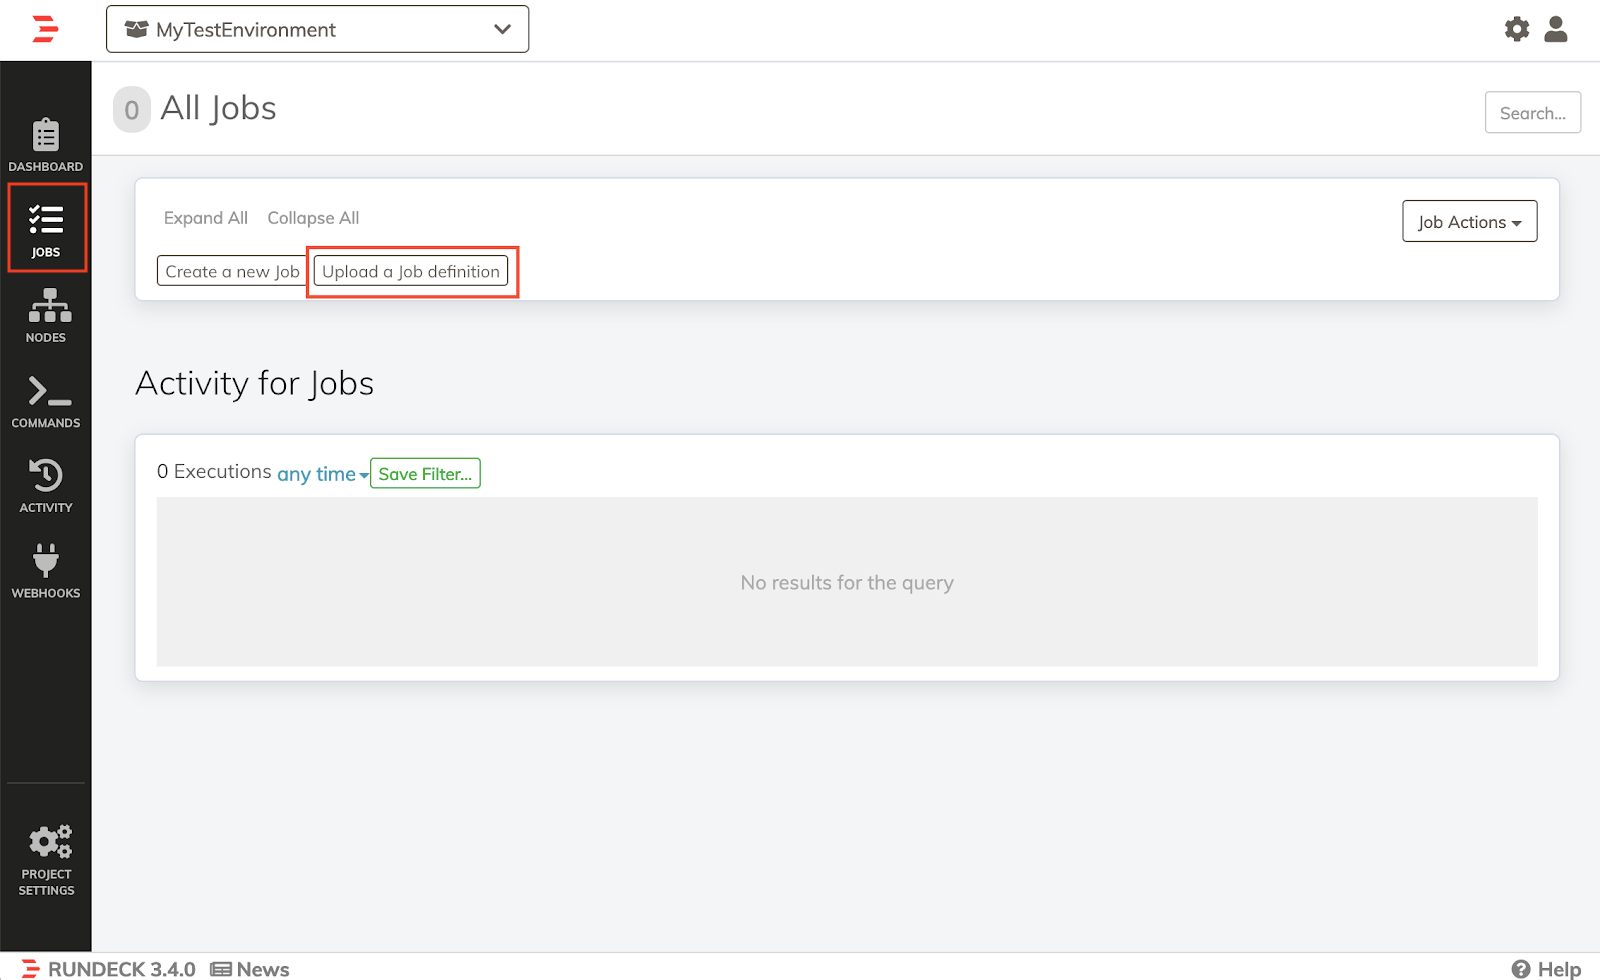 MyTestEnvironment
0 All Jobs
Search...
DASHBOARD
JOBS
NODES
COMMANDS
ACTIVITY
WEBHOOKS
PROJECT
SETTINGS
Expand All Collapse All
Job Actions
Create a new Job Upload a Job definition
Activity for Jobs
0 Executions any time Save Filter...
No results for the query
RUNDECK 3.4.0 News
Help